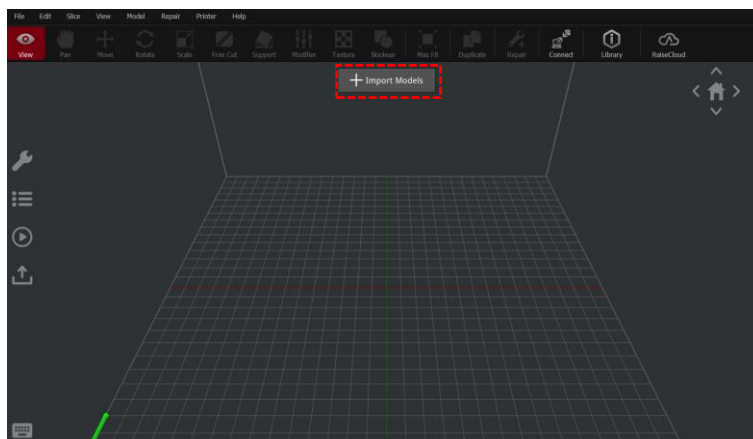 File Edit Slice View Model Repair Printer Help
View Pan Move Rotate Scale Free Cut Support Modifier Texture Boolean Max Fit Duplicate Repair Connect Library RaiseCloud
Import Models